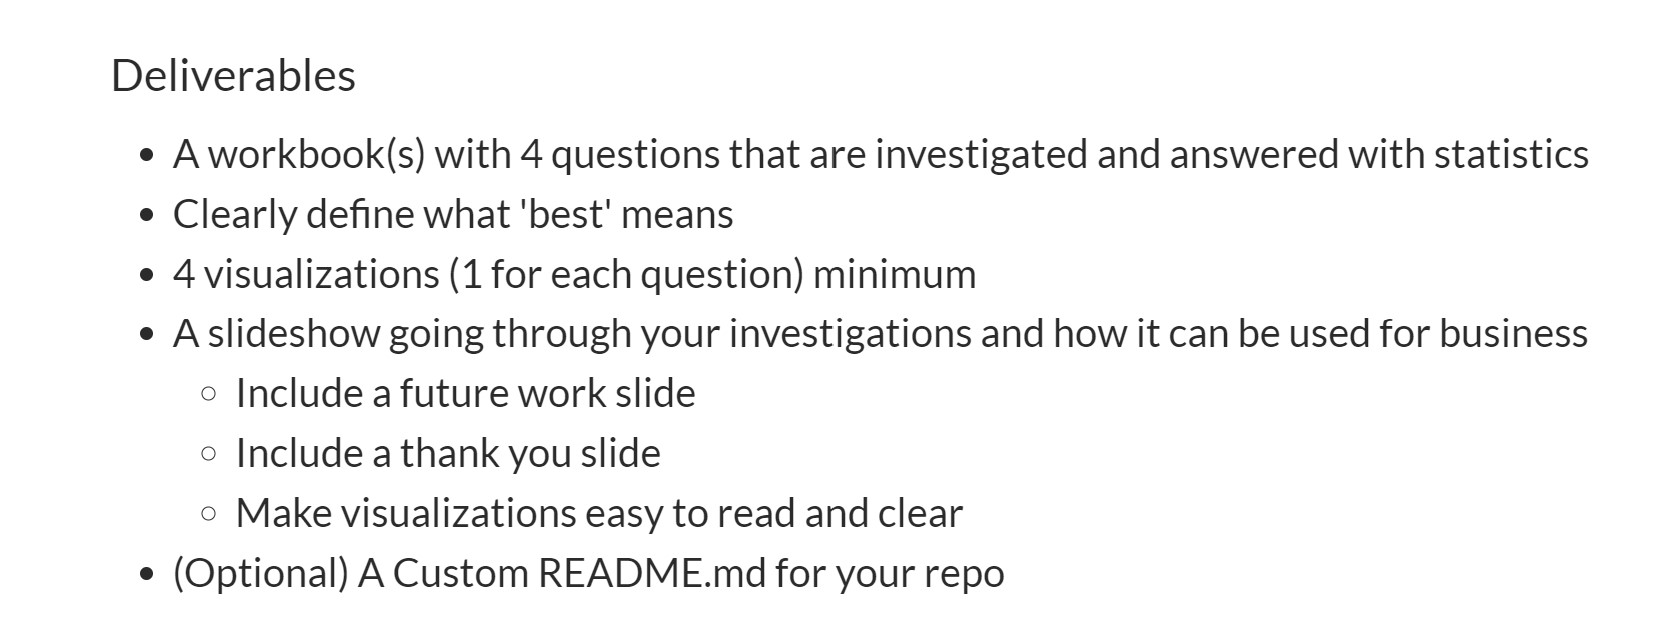 Deliverables
A workbook(s) with 4 questions that are investigated and answered with statistics
Clearly define what 'best' means
4 visualizations (1 for each question) minimum
A slideshow going through your investigations and how it can be used for business
Include a future work slide
Include a thank you slide
Make visualizations easy to read and clear
(Optional) A Custom README.md for your repo